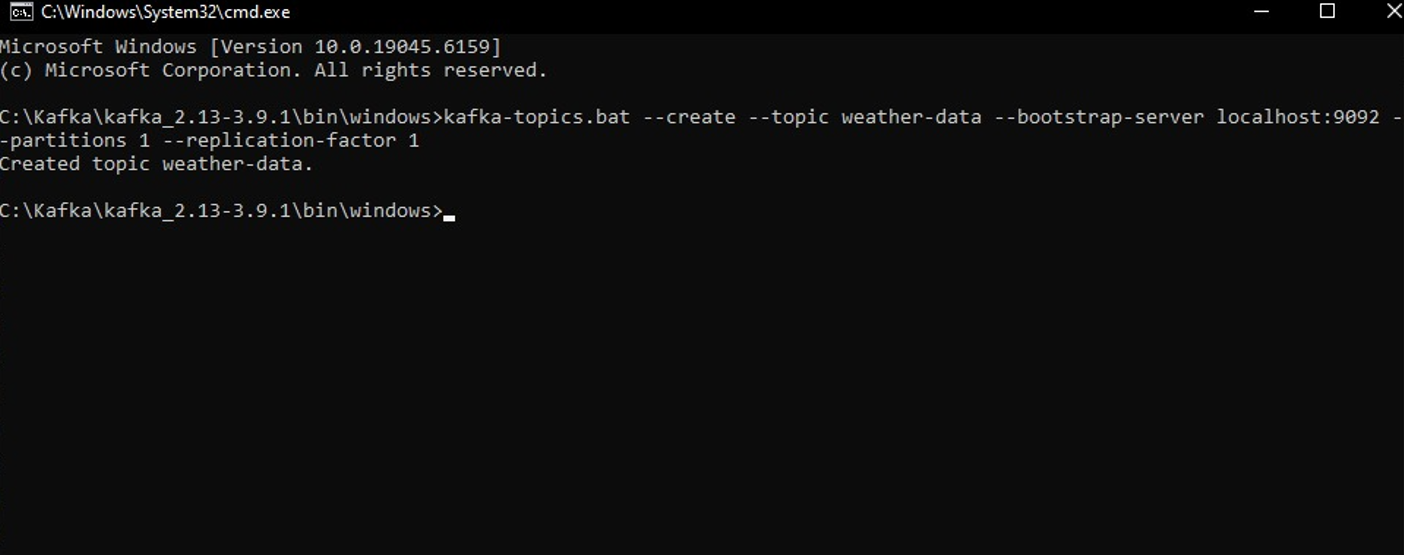 C:\Windows\System32\cmd.exe
Microsoft Windows [Version 10.0.19045.6159]
(c) Microsoft Corporation. All rights reserved.
C:\Kafka\kafka_2.13-3.9.1\bin\windows>kafka-topics.bat --create --topic weather-data --bootstrap-server localhost:9092 -
-partitions 1 --replication-factor 1
Created topic weather-data.
C:\Kafka\kafka_2.13-3.9.1\bin\windows>